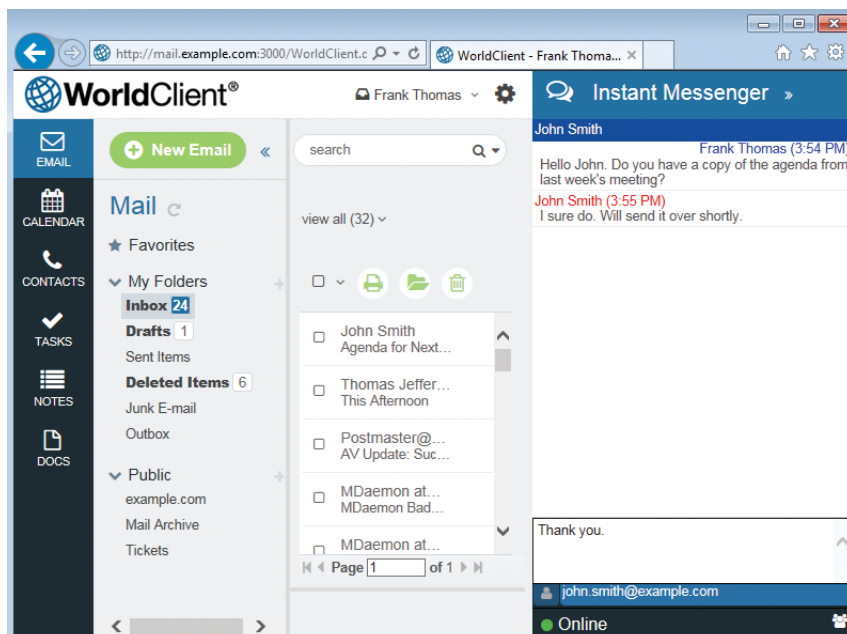 http://mail.example.com:3000/WorldClient.c
WorldClient - Frank Thoma...
WorldClient®
Frank Thomas
Instant Messenger »
EMAIL
CALENDAR
CONTACTS
TASKS
NOTES
DOCS
New Email «
Mail
Favorites
My Folders
Inbox 24
Drafts 1
Sent Items
Deleted Items 6
Junk E-mail
Outbox
Public
example.com
Mail Archive
Tickets
search
view all (32)
John Smith
Agenda for Next...
Thomas Jeffer...
This Afternoon
Postmaster@...
AV Update: Suc...
MDaemon at...
MDaemon Bad...
MDaemon at...
Page 1 of 1
John Smith
Frank Thomas (3:54 PM)
Hello John. Do you have a copy of the agenda from
last week's meeting?
John Smith (3:55 PM)
I sure do. Will send it over shortly.
Thank you.
john.smith@example.com
Online